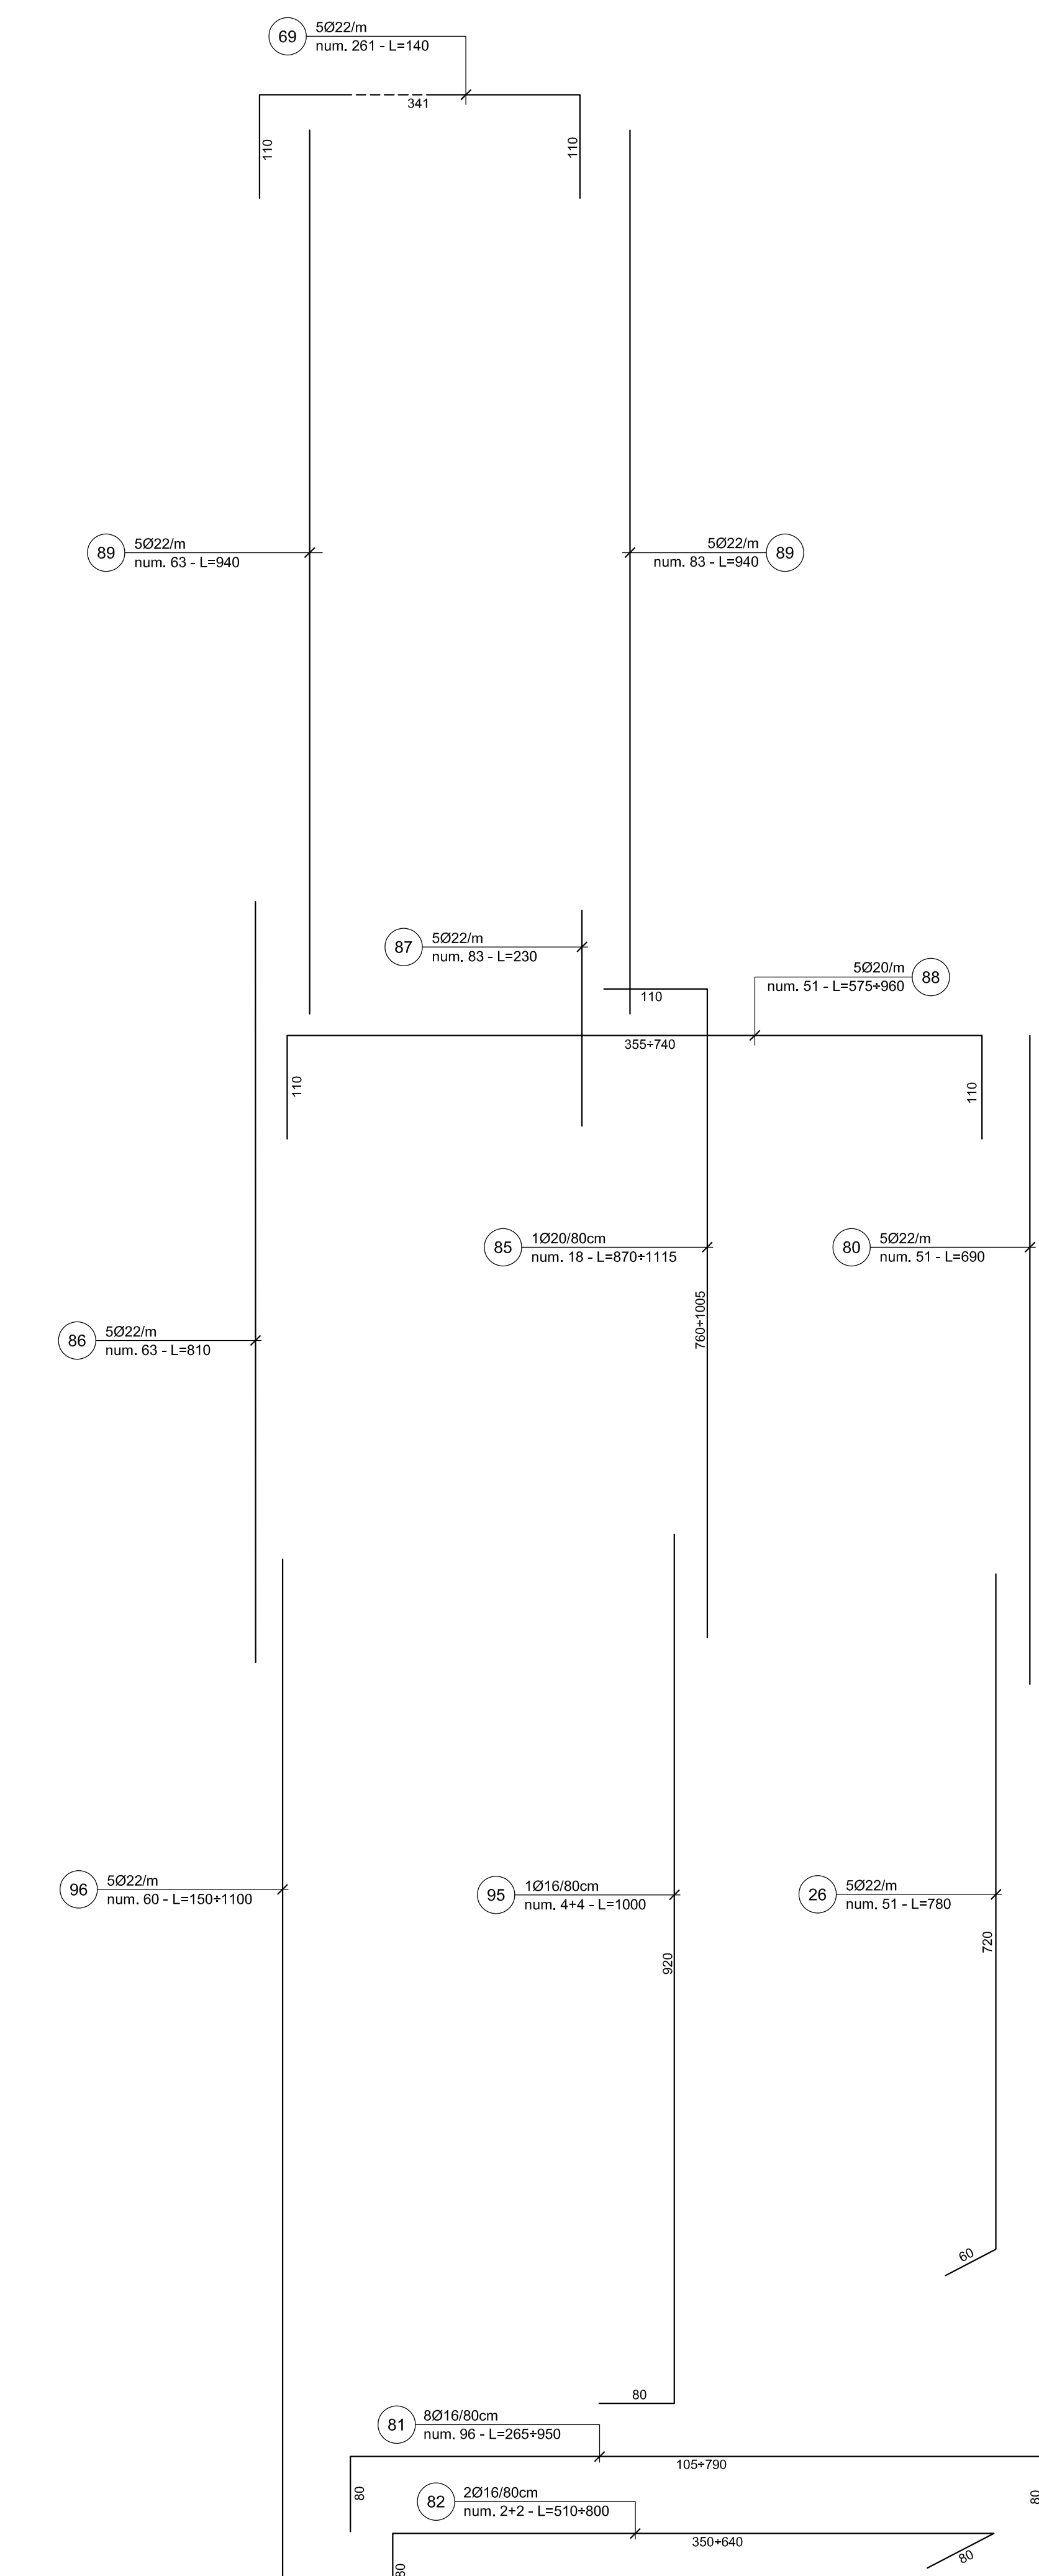 69
5Ø22/m
num. 261 - L=140
341
110
110
89
5Ø22/m
num. 63 - L=940
5Ø22/m
num. 83 - L=940
89
87
5Ø22/m
num. 83 - L=230
5Ø20/m
num. 51 - L=575÷960
88
110
355÷740
110
110
85
1Ø20/80cm
num. 18 - L=870÷1115
760÷1005
80
5Ø22/m
num. 51 - L=690
86
5Ø22/m
num. 63 - L=810
96
5Ø22/m
num. 60 - L=150÷1100
95
1Ø16/80cm
num. 4+4 - L=1000
920
80
26
5Ø22/m
num. 51 - L=780
720
60
81
8Ø16/80cm
num. 96 - L=265÷950
105÷790
80
80
82
2Ø16/80cm
num. 2+2 - L=510÷800
350÷640
80
80